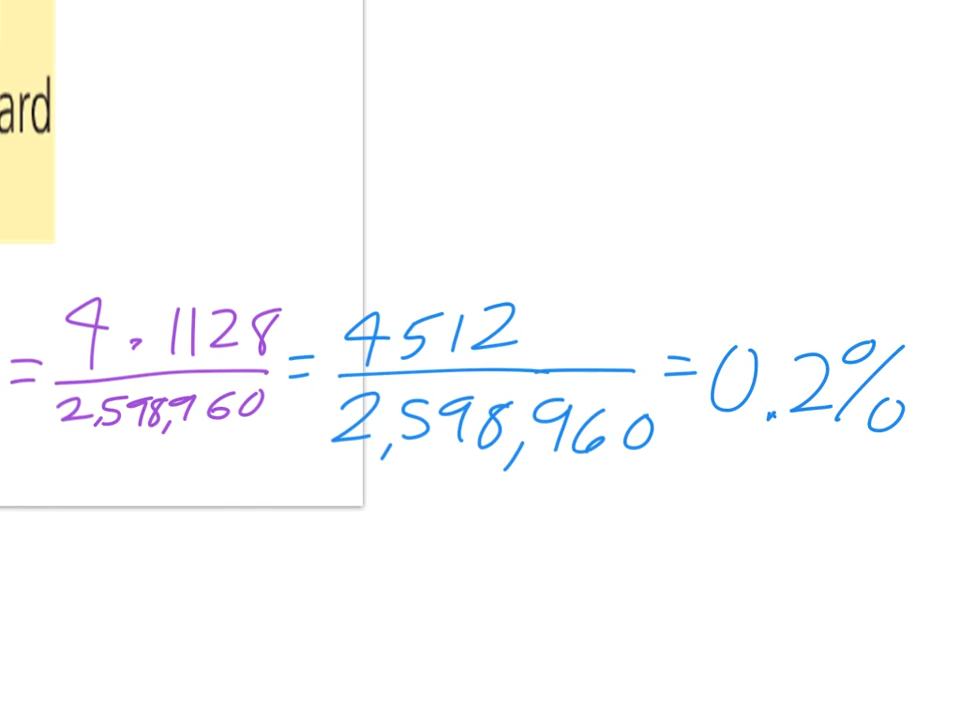 ard
= 4.1128 / 2,598,960 = 4512 / 2,598,960 = 0.2%